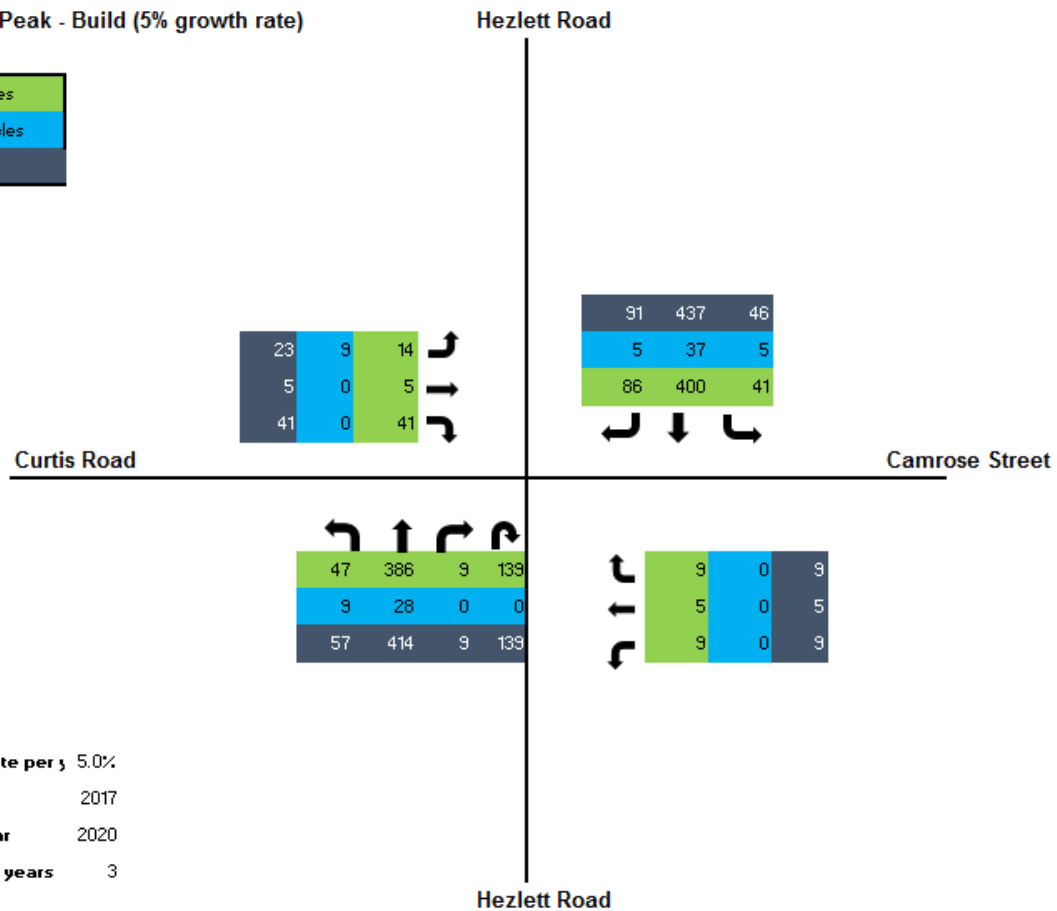 Peak - Build (5% growth rate)
Hezlett Road
es
les
91 437 46
5 37 5
86 400 41
23 9 14
5 0 5
41 0 41
Curtis Road
Camrose Street
47 386 9 139
9 28 0 0
57 414 9 139
9 0 9
5 0 5
9 0 9
te per y 5.0%
2017
ar 2020
years 3
Hezlett Road